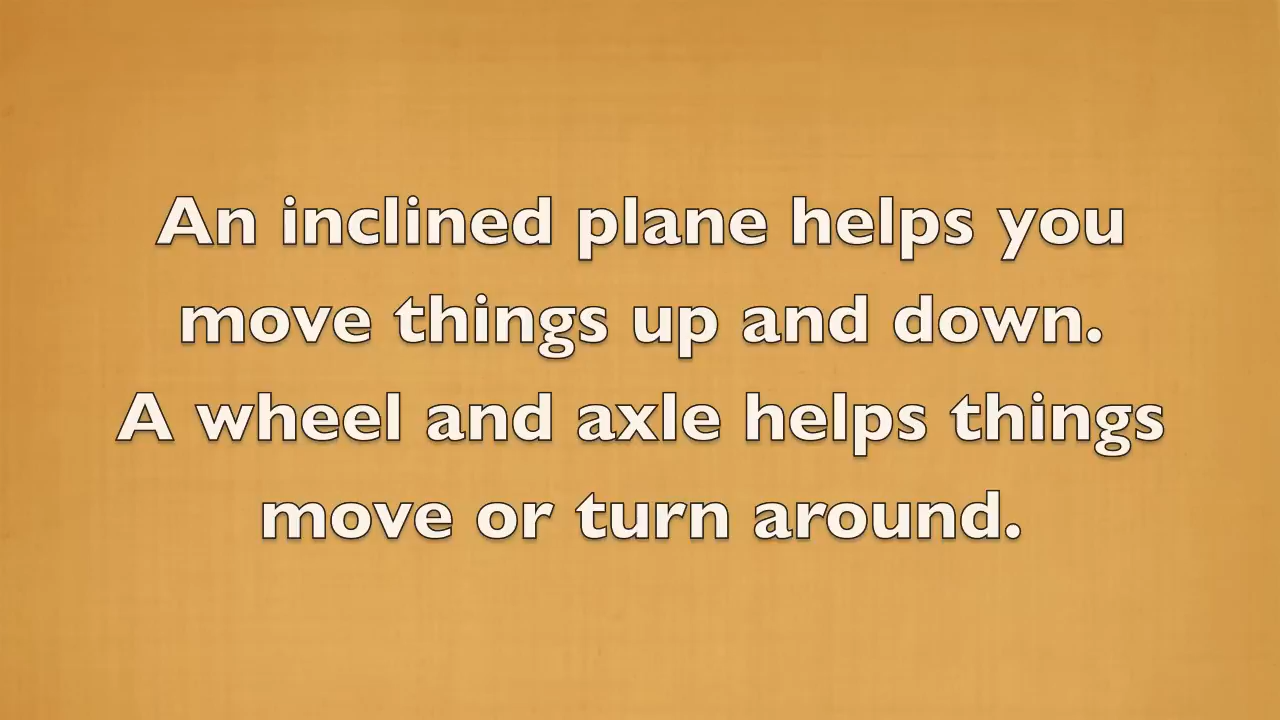 An inclined plane helps you
move things up and down.
A wheel and axle helps things
move or turn around.